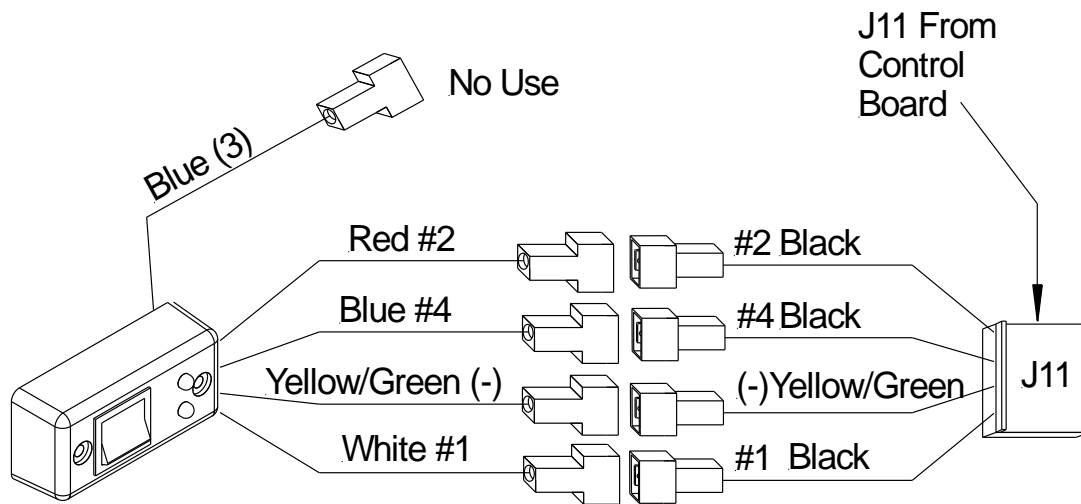 J11 From
Control
Board
No Use
Blue (3)
Red #2
#2 Black
Blue #4
#4 Black
Yellow/Green (-)
(-)Yellow/Green
J11
White #1
#1 Black